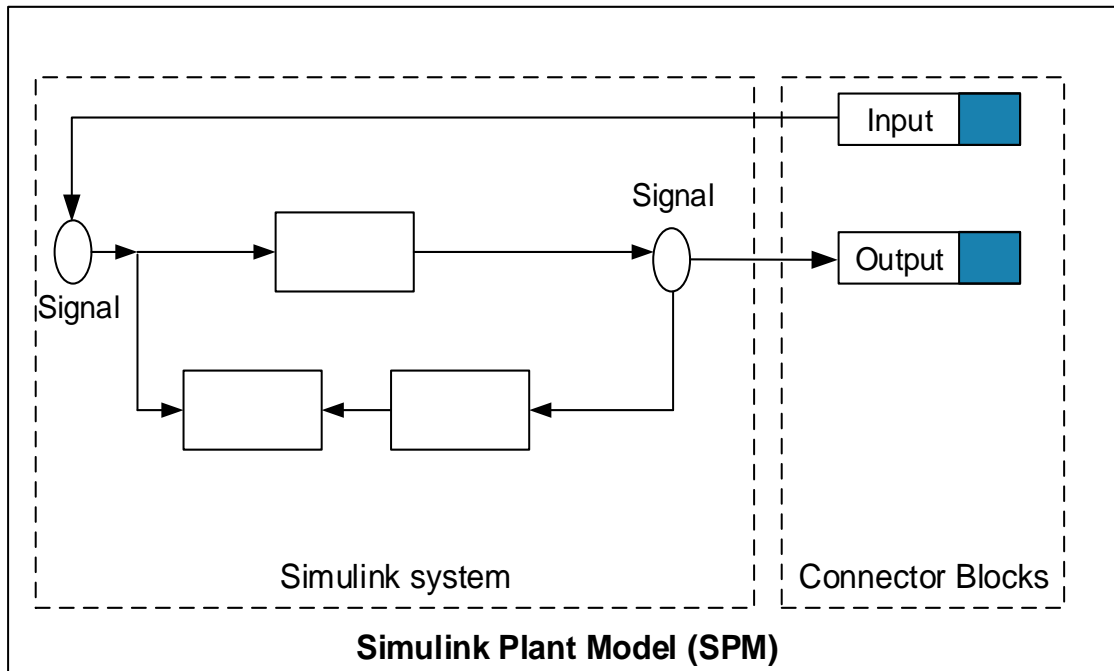 Input
Signal
Output
Signal
Simulink system
Connector Blocks
Simulink Plant Model (SPM)